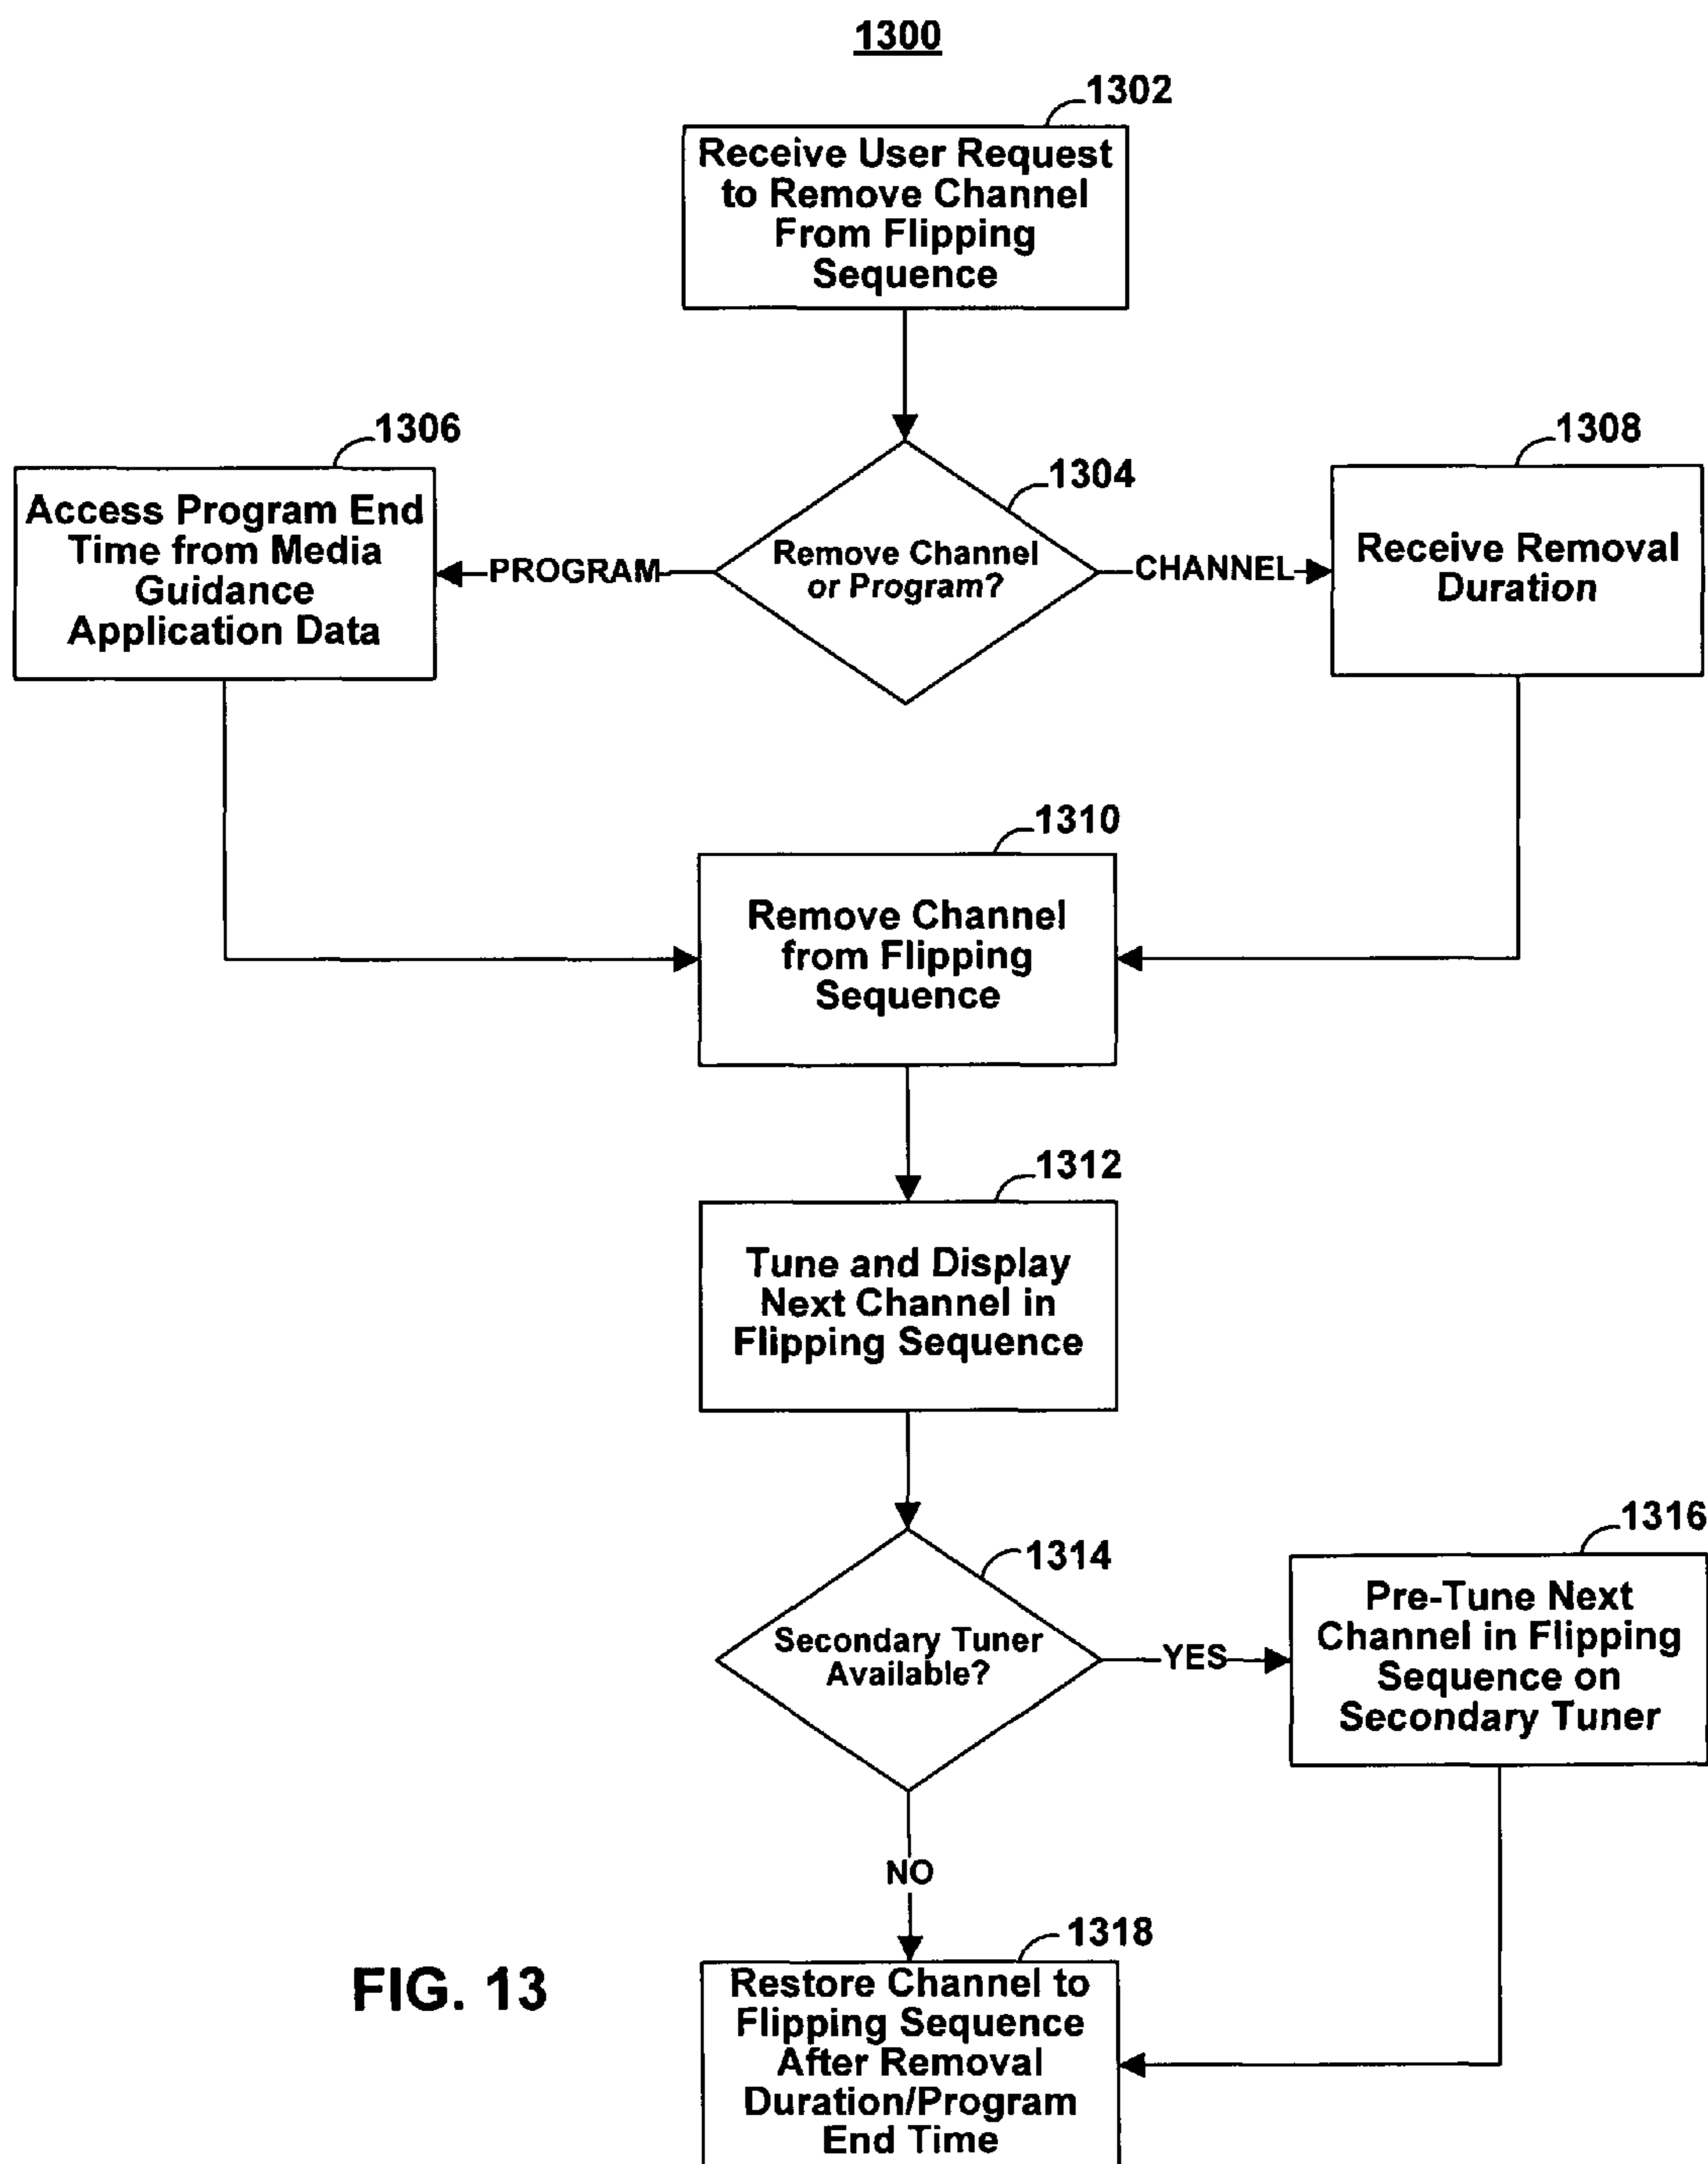 1300
1302
Receive User Request
to Remove Channel
From Flipping
Sequence
1304
Remove Channel
or Program?
PROGRAM
CHANNEL
1306
Access Program End
Time from Media
Guidance
Application Data
1308
Receive Removal
Duration
1310
Remove Channel
from Flipping
Sequence
1312
Tune and Display
Next Channel in
Flipping Sequence
1314
Secondary Tuner
Available?
YES
1316
Pre-Tune Next
Channel in Flipping
Sequence on
Secondary Tuner
NO
1318
Restore Channel to
Flipping Sequence
After Removal
Duration/Program
End Time
FIG. 13